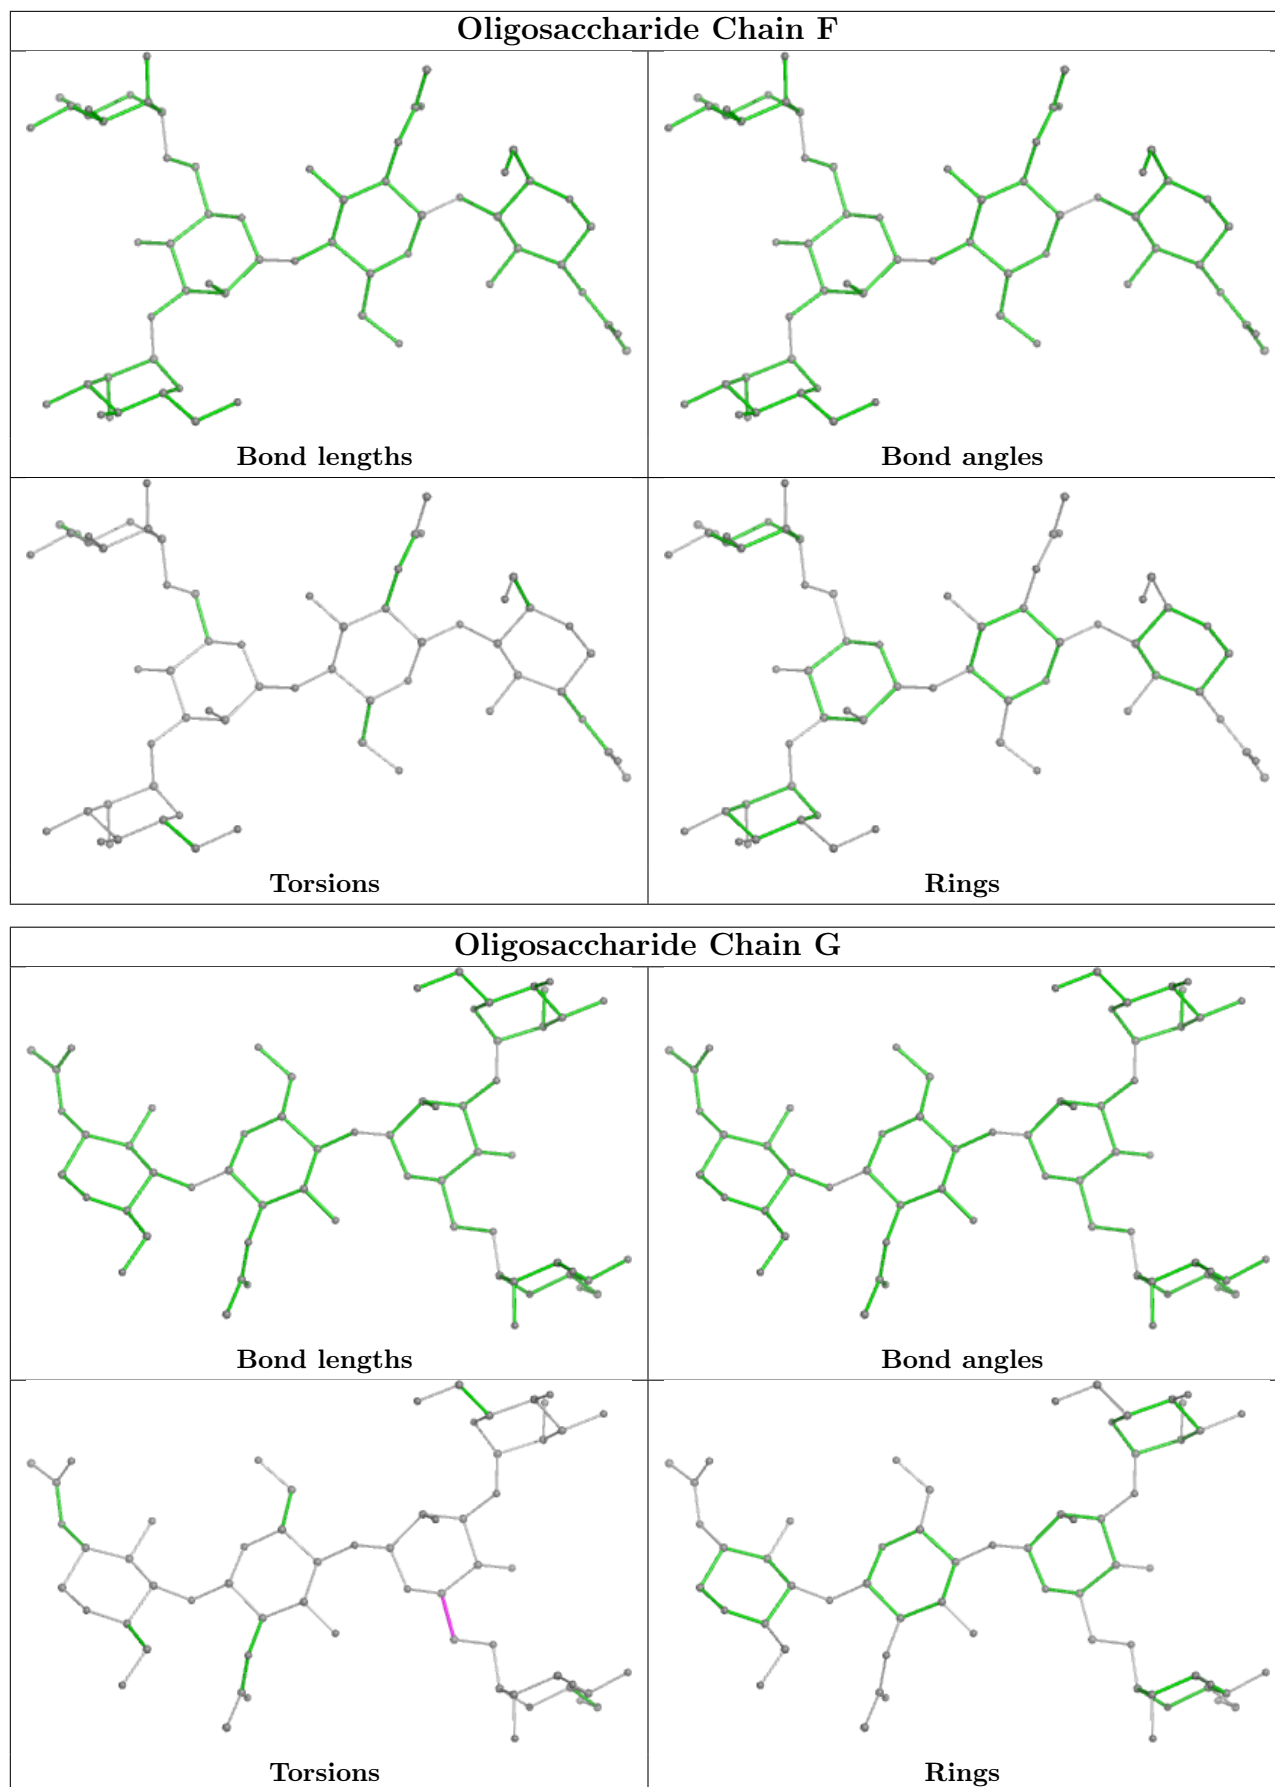 Oligosaccharide Chain F
Bond lengths
Bond angles
Torsions
Rings
Oligosaccharide Chain G
Bond lengths
Bond angles
Torsions
Rings